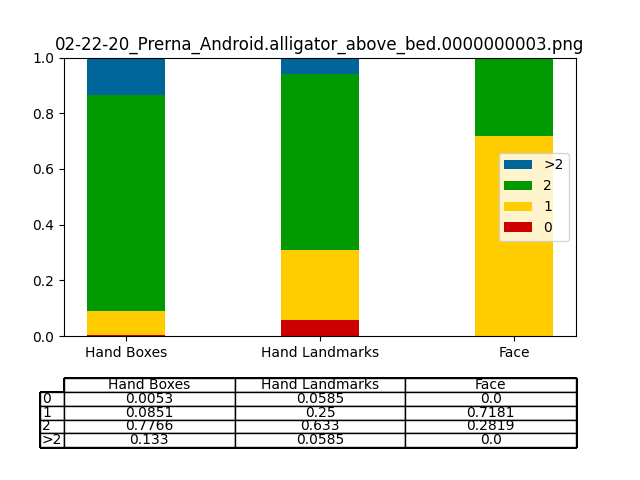 02-22-20_Prerna_Android.alligator_above_bed.0000000003.png
1.0
0.8
0.6
0.4
0.2
0.0
>2
2
1
0
Hand Boxes Hand Landmarks Face
Hand Boxes Hand Landmarks Face
0 0.0053 0.0585 0.0
1 0.0851 0.25 0.7181
2 0.7766 0.633 0.2819
>2 0.133 0.0585 0.0